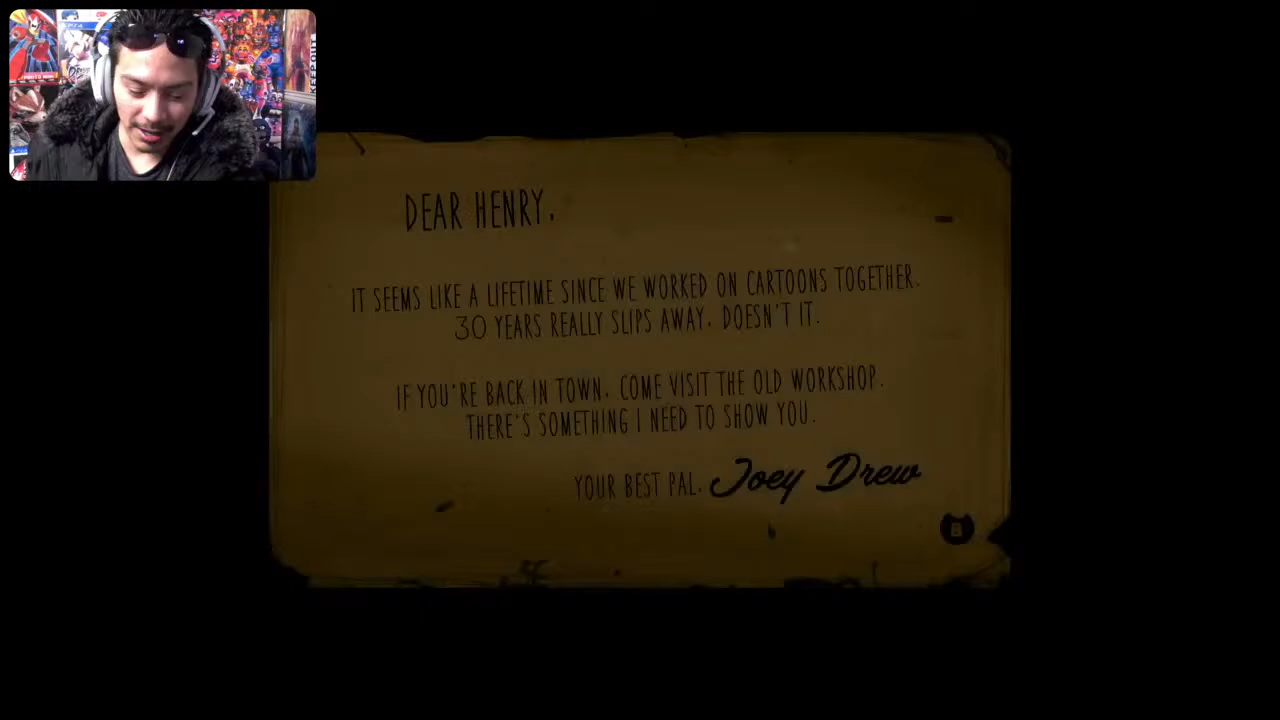 DEAR HENRY,
IT SEEMS LIKE A LIFETIME SINCE WE WORKED ON CARTOONS TOGETHER.
30 YEARS REALLY SLIPS AWAY, DOESN'T IT.
IF YOU'RE BACK IN TOWN, COME VISIT THE OLD WORKSHOP.
THERE'S SOMETHING I NEED TO SHOW YOU.
YOUR BEST PAL, Joey Drew
B
KEEP OUT